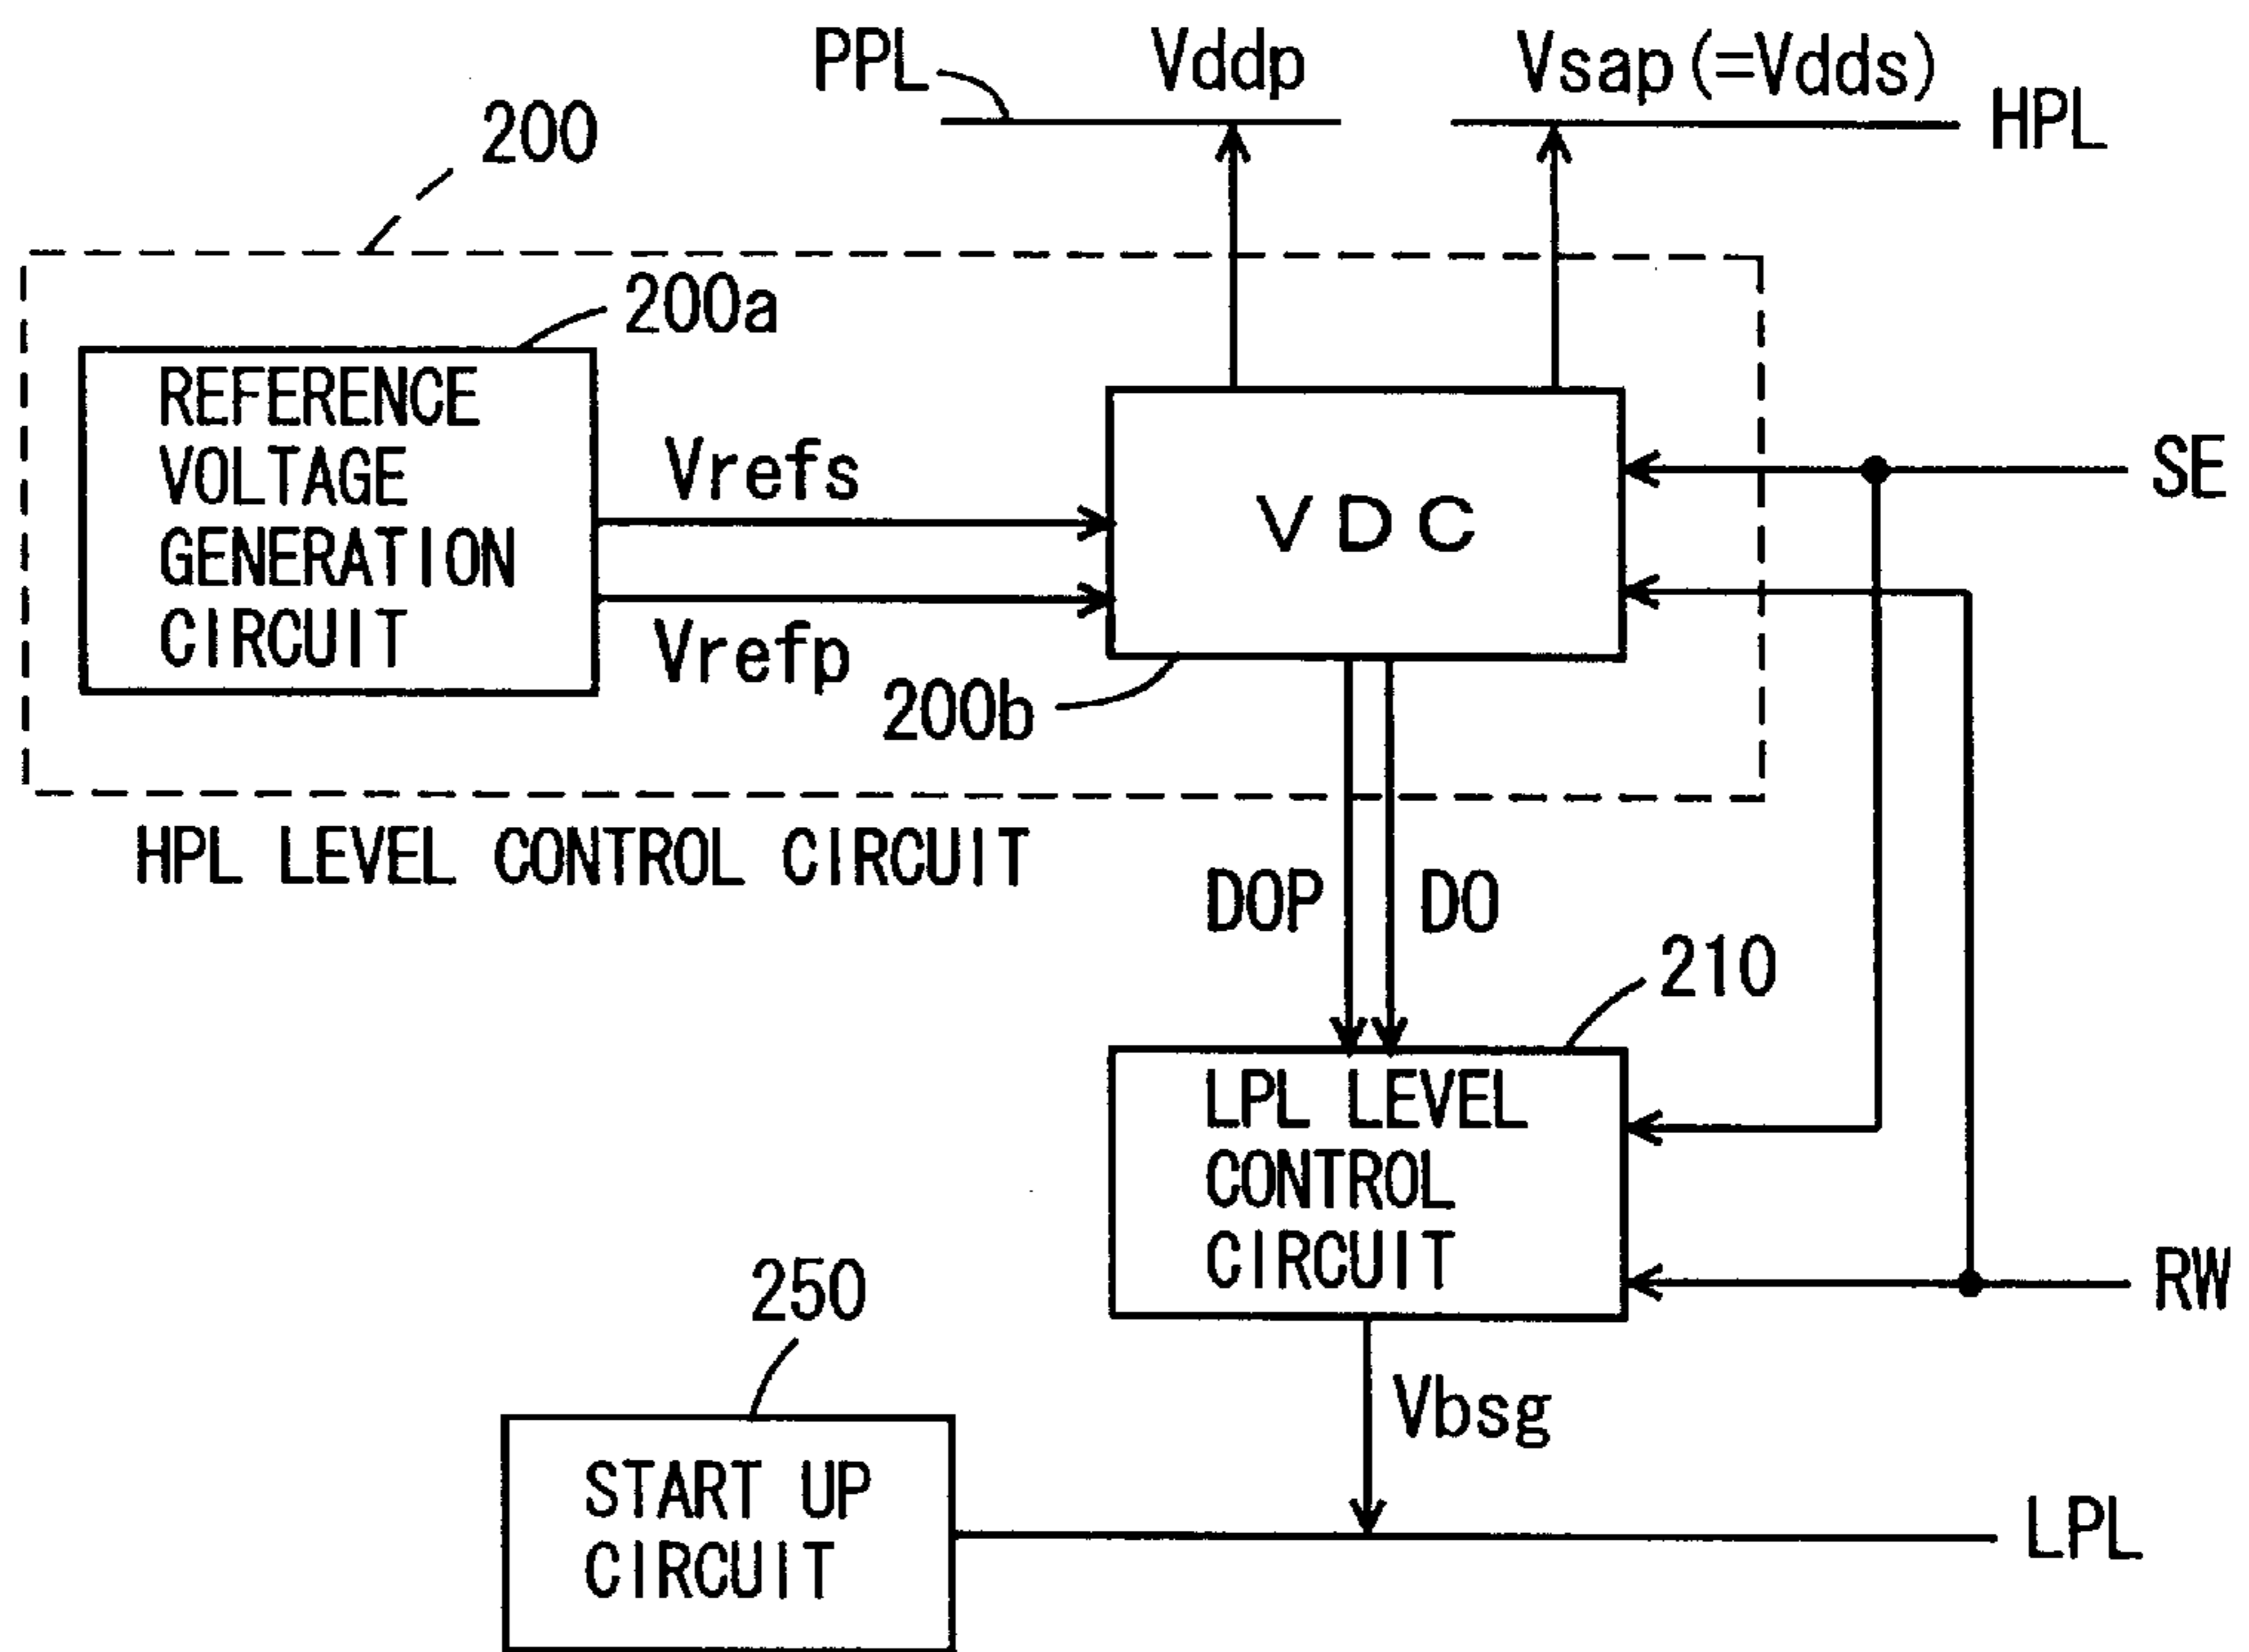 PPL
Vddp
Vsap(=Vdds)
HPL
200
200a
REFERENCE
VOLTAGE
GENERATION
CIRCUIT
Vrefs
Vrefp
VDC
200b
SE
HPL LEVEL CONTROL CIRCUIT
DOP
DO
210
LPL LEVEL
CONTROL
CIRCUIT
RW
250
Vbsg
START UP
CIRCUIT
LPL